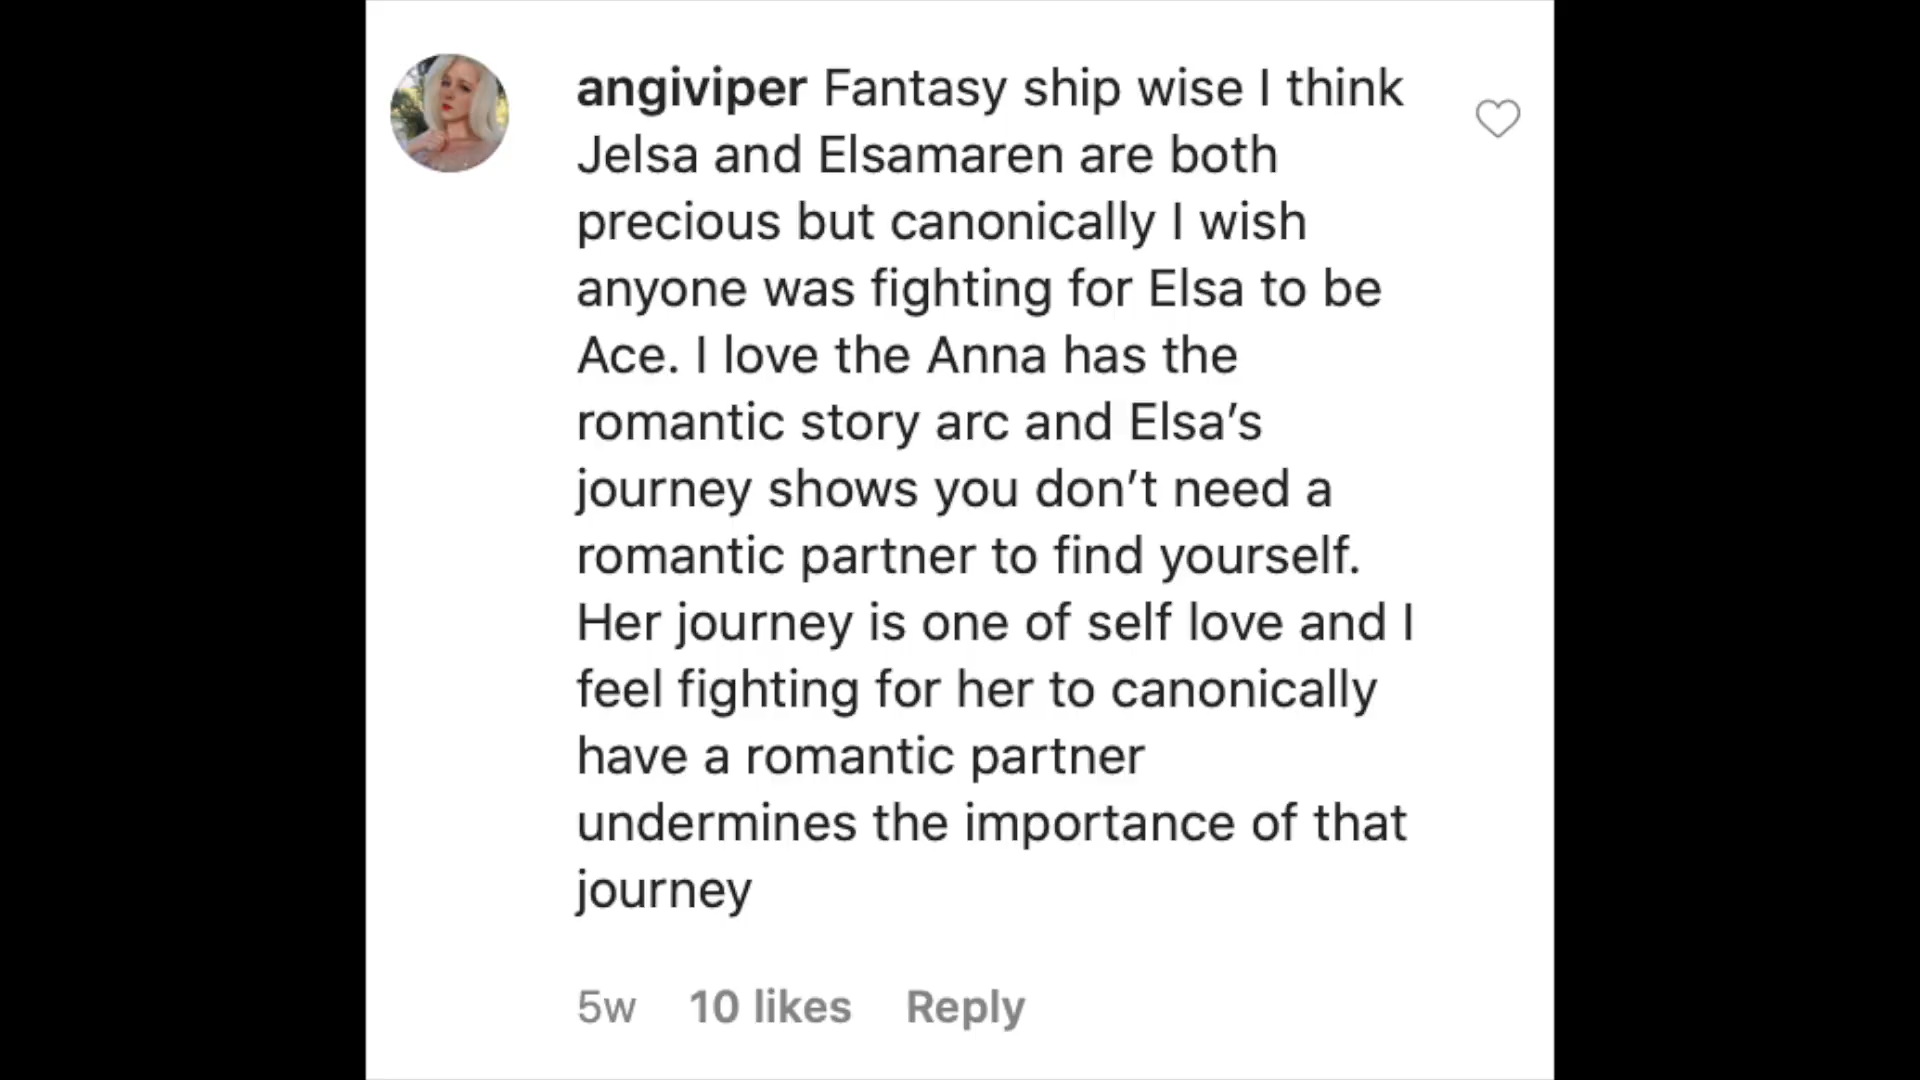 angiviper Fantasy ship wise I think
Jelsa and Elsamaren are both
precious but canonically I wish
anyone was fighting for Elsa to be
Ace. I love the Anna has the
romantic story arc and Elsa’s
journey shows you don’t need a
romantic partner to find yourself.
Her journey is one of self love and I
feel fighting for her to canonically
have a romantic partner
undermines the importance of that
journey
5w 10 likes Reply